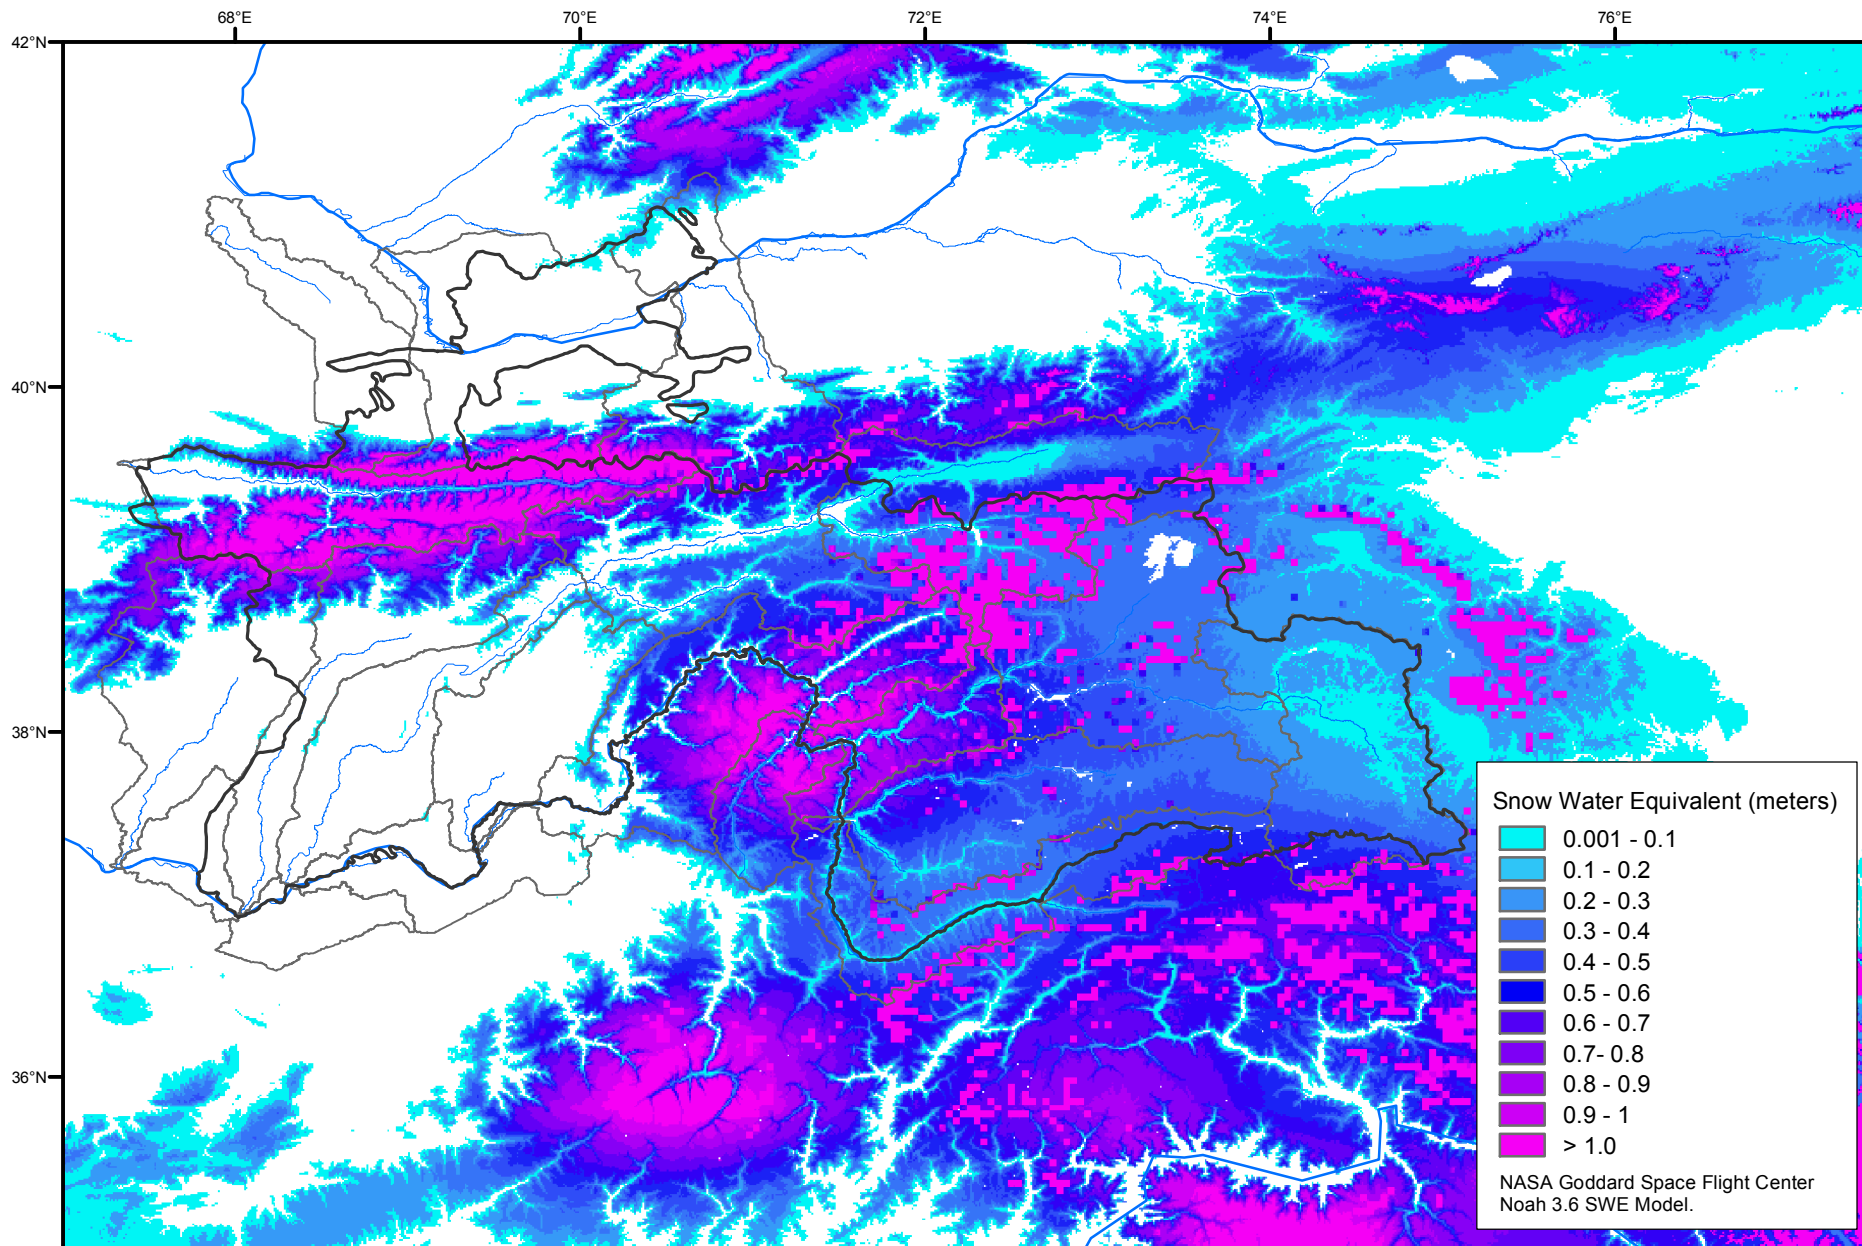 68°E
70°E
72°E
74°E
76°E
42°N
40°N
38°N
36°N
Snow Water Equivalent (meters)
0.001 - 0.1
0.1 - 0.2
0.2 - 0.3
0.3 - 0.4
0.4 - 0.5
0.5 - 0.6
0.6 - 0.7
0.7- 0.8
0.8 - 0.9
0.9 - 1
> 1.0
NASA Goddard Space Flight Center
Noah 3.6 SWE Model.